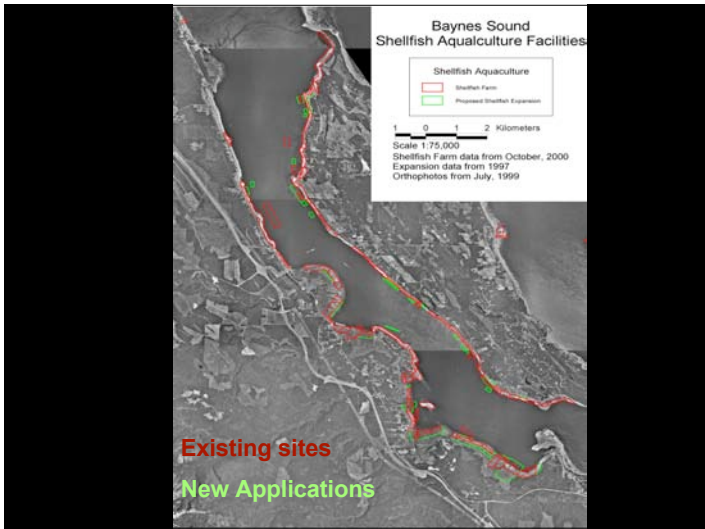 Baynes Sound
Shellfish Aqualculture Facilities
Shellfish Aquaculture
Shellfish Farm
Proposed Shellfish Expansion
1 0 1 2 Kilometers
Scale 1:75,000
Shellfish Farm data from October, 2000
Expansion data from 1997
Orthophotos from July, 1999
Existing sites
New Applications